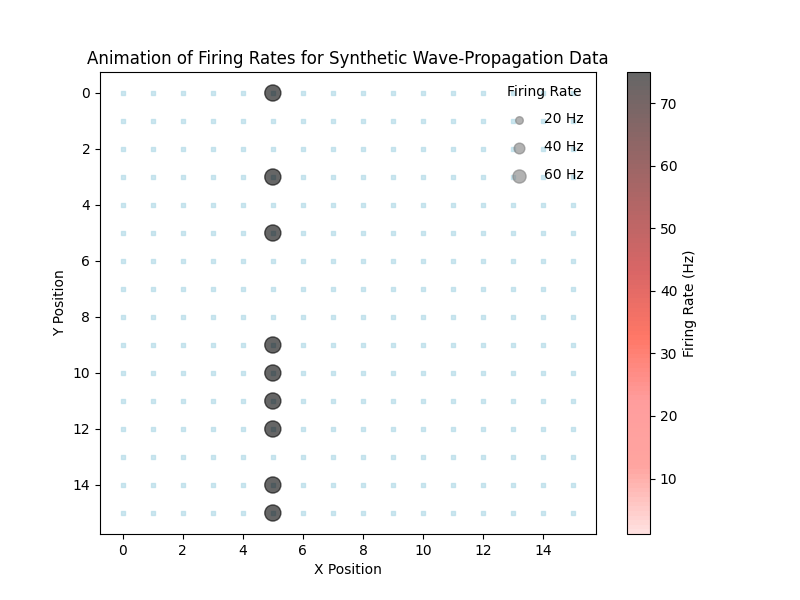 Animation of Firing Rates for Synthetic Wave-Propagation Data
Firing Rate
20 Hz
40 Hz
60 Hz
0
2
4
6
8
10
12
14
Y Position
0 2 4 6 8 10 12 14
X Position
70
60
50
40
30
20
10
Firing Rate (Hz)